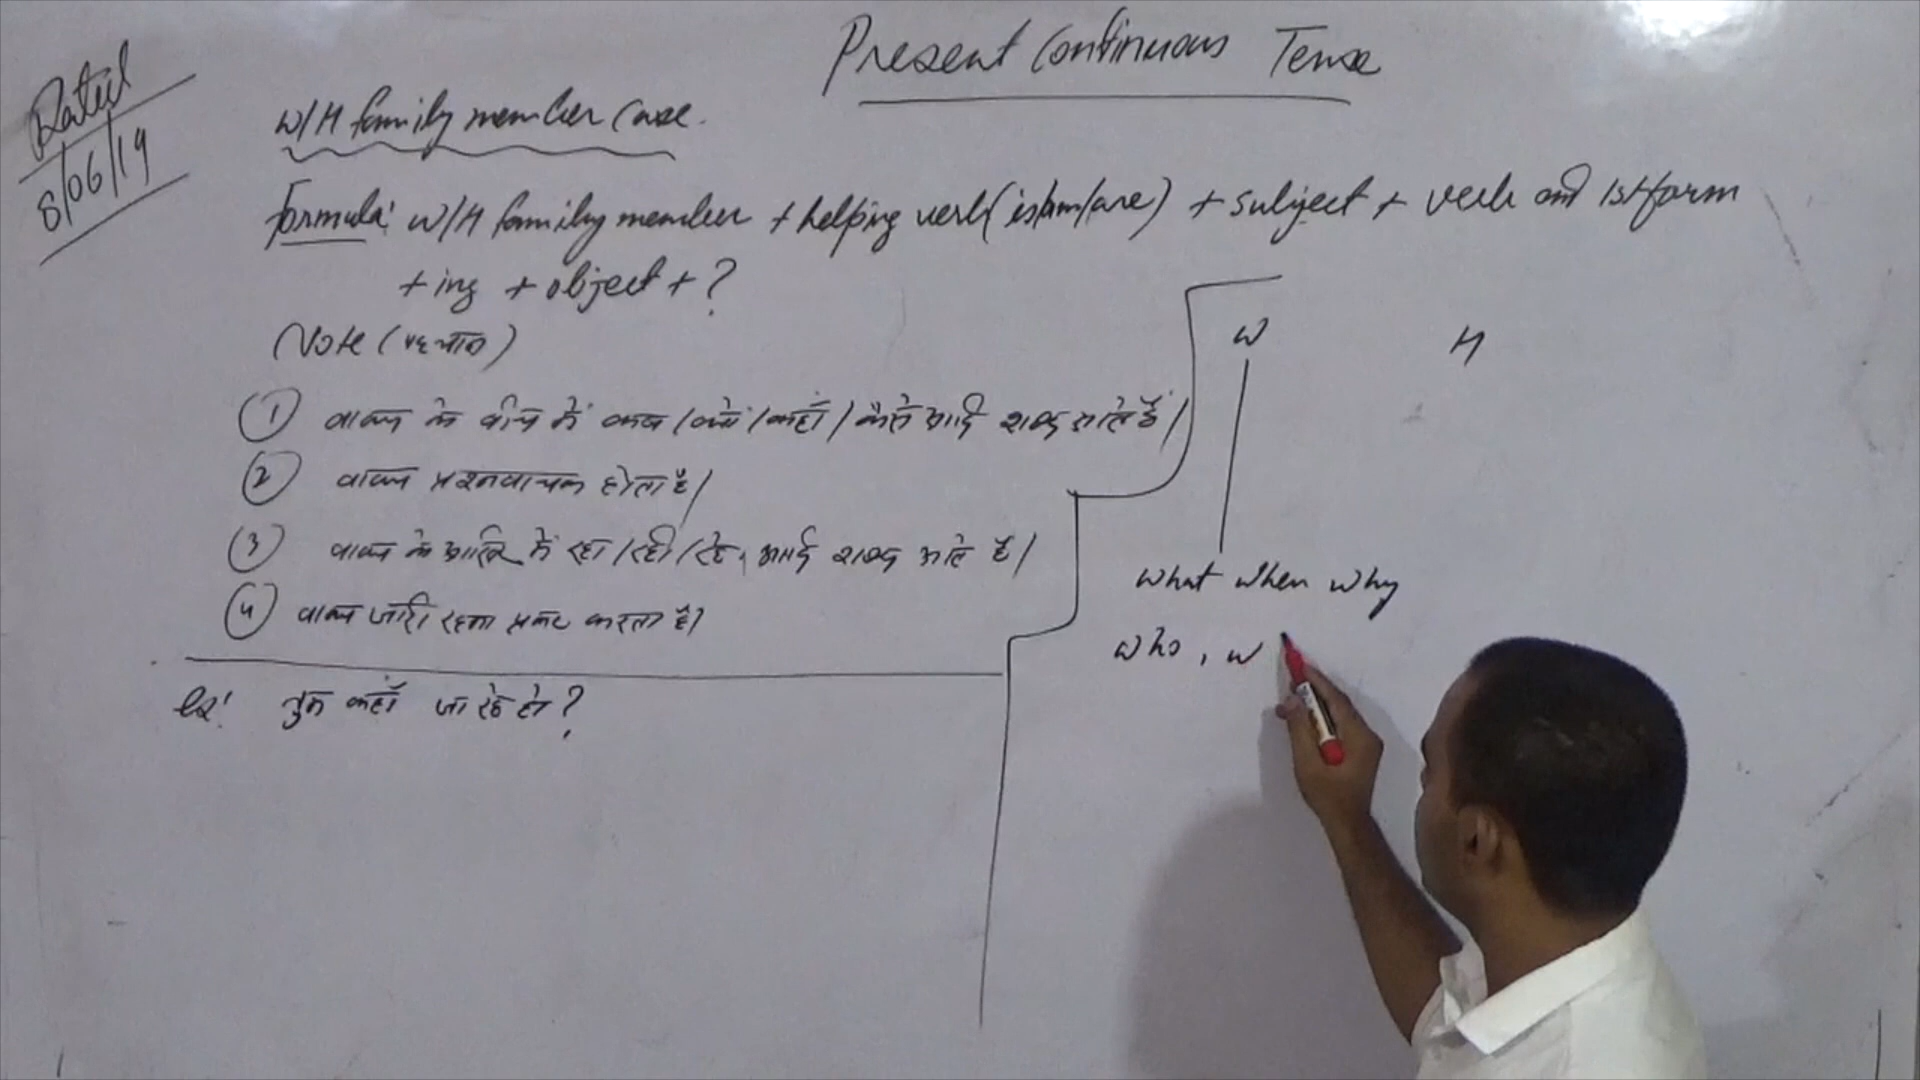 Present Continuous Tense
Dated
8/06/19
W/H family member case.
Formula: W/H family member + helping verb (is/am/are) + subject + verb and 1st form
+ ing + object + ?
Note (पहचान)
① वाक्य के बीच में कब / क्यों / कहाँ / कैसे आदि शब्द आते हैं।
② वाक्य प्रश्नवाचक होता है।
③ वाक्य के आखिर में रहा / रही / रहे, आदि शब्द आते हैं।
④ वाक्य जारी रहना प्रकट करता है।
Ex: तुम कहाँ जा रहे हो ?
W H
What when why
who, w